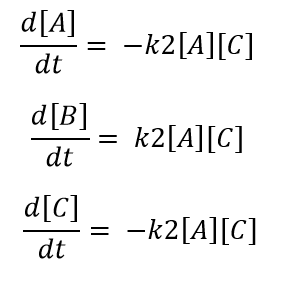 d[A]/dt = −k2[A][C]
d[B]/dt = k2[A][C]
d[C]/dt = −k2[A][C]